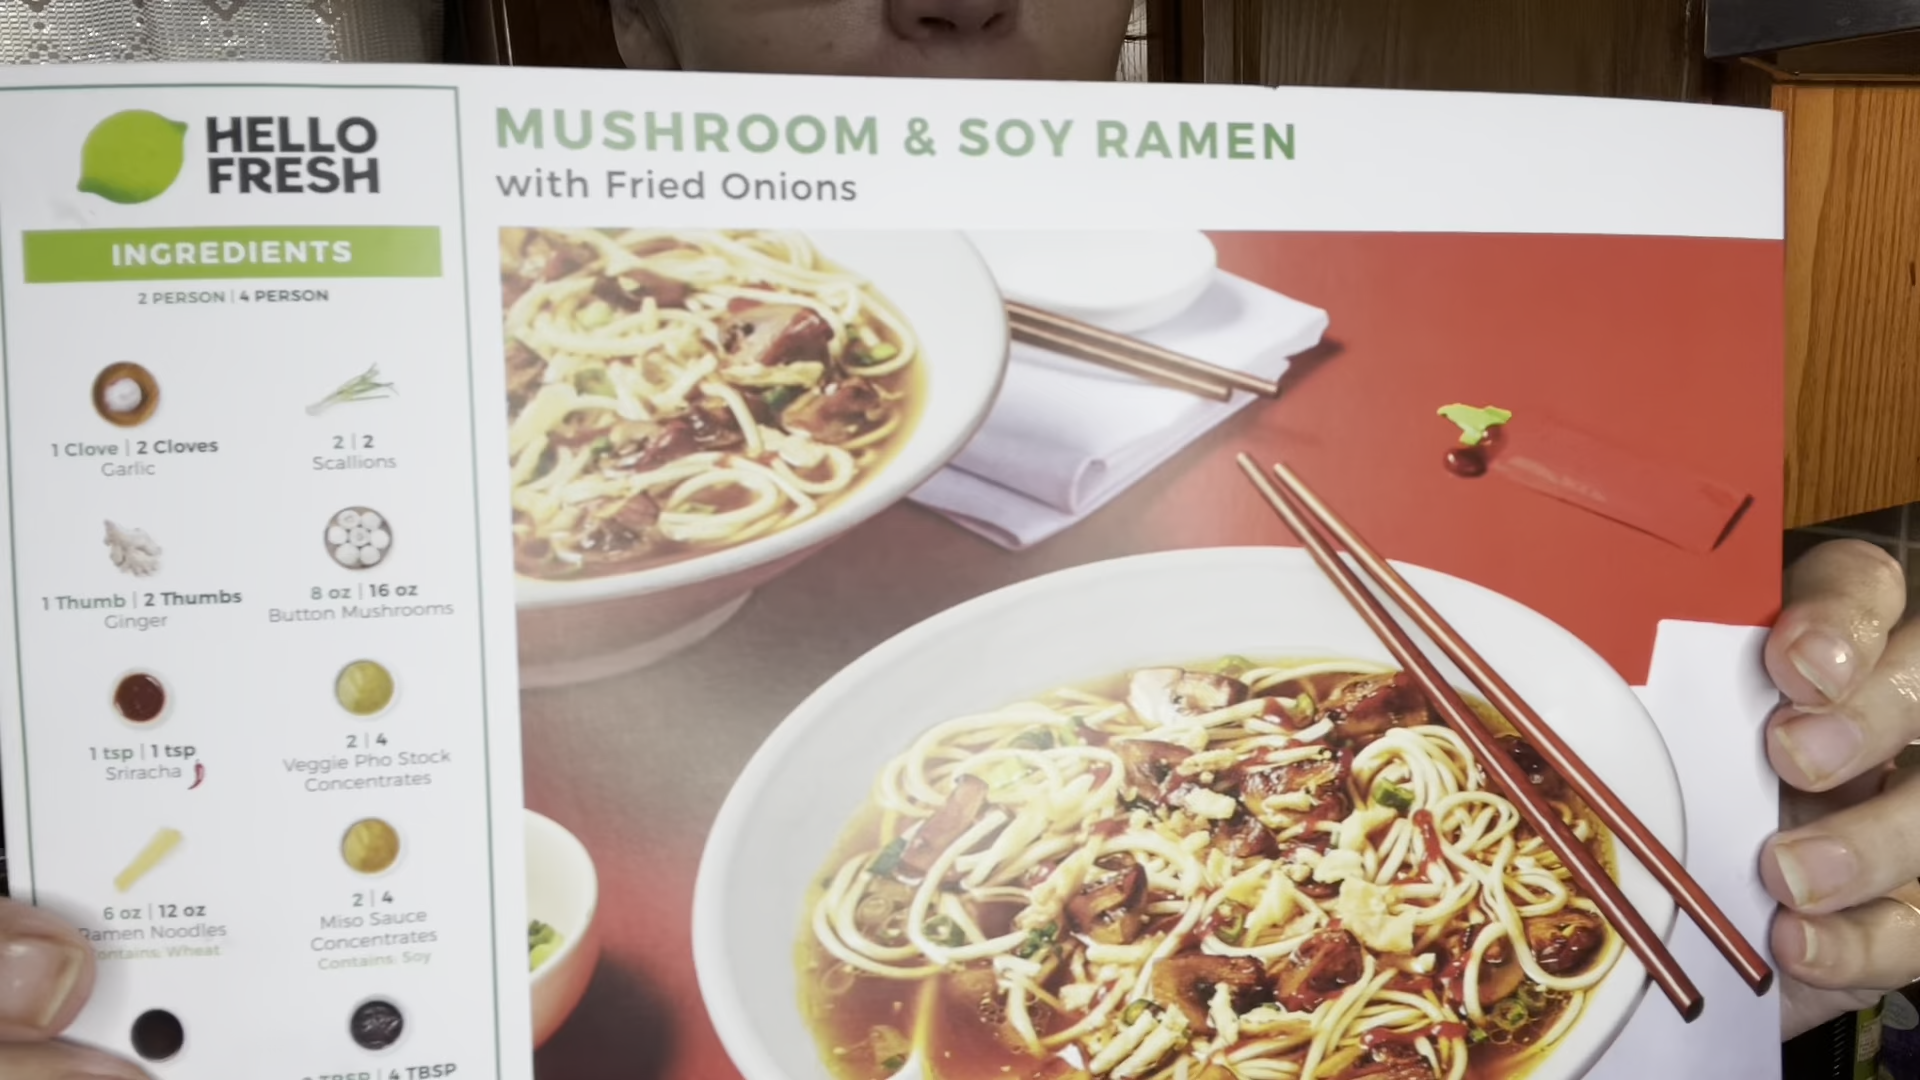 HELLO
FRESH
MUSHROOM & SOY RAMEN
with Fried Onions
INGREDIENTS
2 PERSON | 4 PERSON
1 Clove | 2 Cloves
Garlic
2 | 2
Scallions
1 Thumb | 2 Thumbs
Ginger
8 oz | 16 oz
Button Mushrooms
1 tsp | 1 tsp
Sriracha
2 | 4
Veggie Pho Stock
Concentrates
6 oz | 12 oz
Ramen Noodles
Contains: Wheat
2 | 4
Miso Sauce
Concentrates
Contains: Soy
4 TBSP